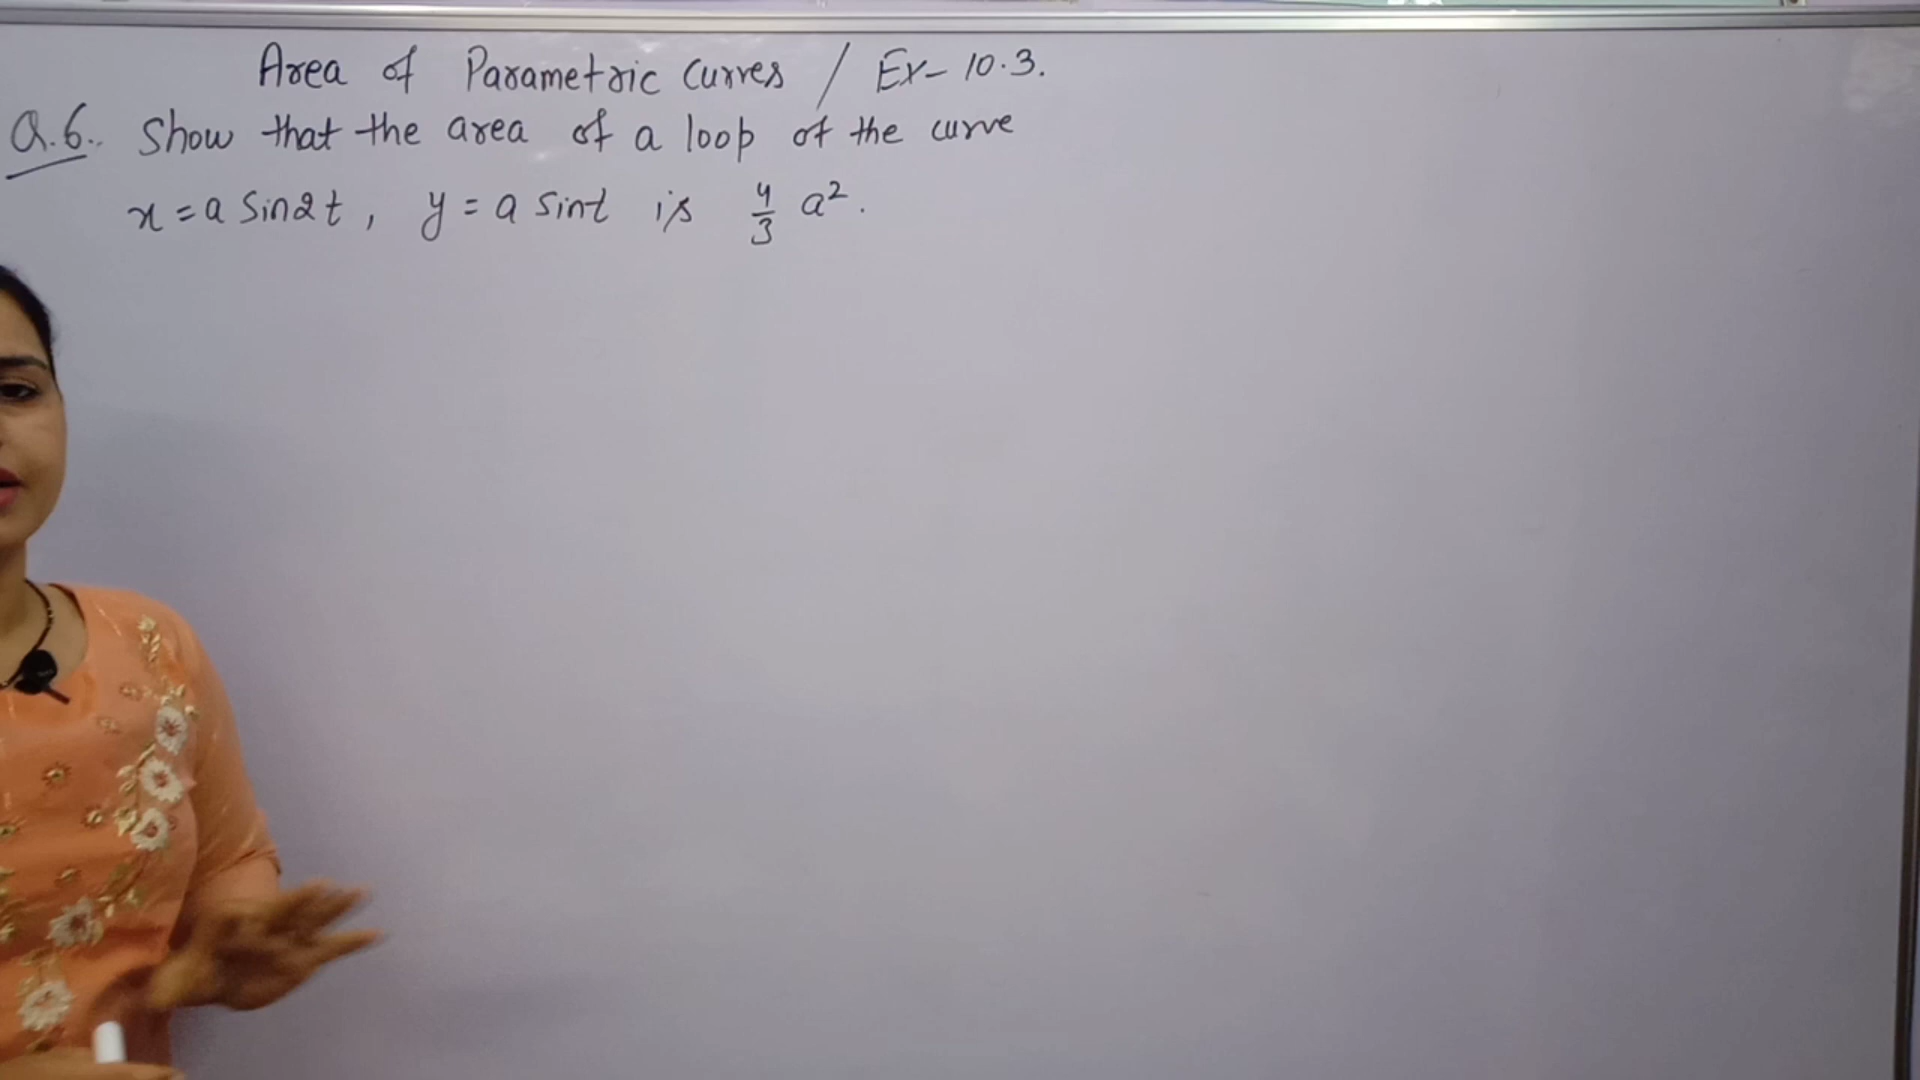 Area of Parametric Curves / Ex- 10.3.
Q.6. Show that the area of a loop of the curve
x = a Sin2t, y = a Sint is 4/3 a².